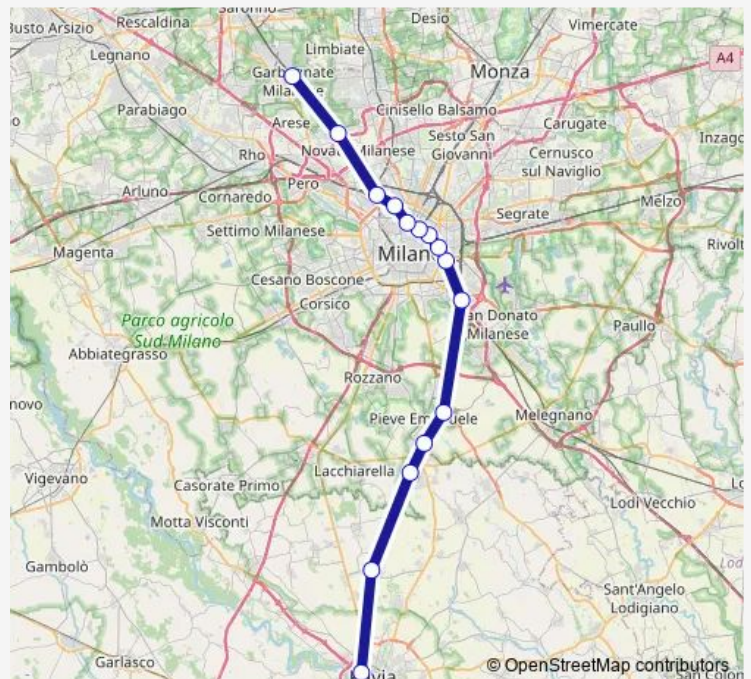 Saronno
Desio
Busto Arsizio
Rescaldina
Vimercate
Legnano
Limbiate
A4
Garbagnate
Milanese
Monza
Parabiago
Cinisello Balsamo
Arese
Carugate
Sesto San
Giovanni
Inzago
Novate Milanese
Rho
Cernusco
sul Naviglio
Pero
Arluno
Cornaredo
Melzo
Segrate
Settimo Milanese
Magenta
Milano
Cesano Boscone
Corsico
Parco agricolo
Sud Milano
San Donato
Milanese
Paullo
Abbiategrasso
Rozzano
Pieve Emanuele
Melegnano
Lacchiarella
Vigevano
Casorate Primo
Lodi Vecchio
Motta Visconti
Gambolò
Sant'Angelo
Lodigiano
Garlasco
Pavia
© OpenStreetMap contributors